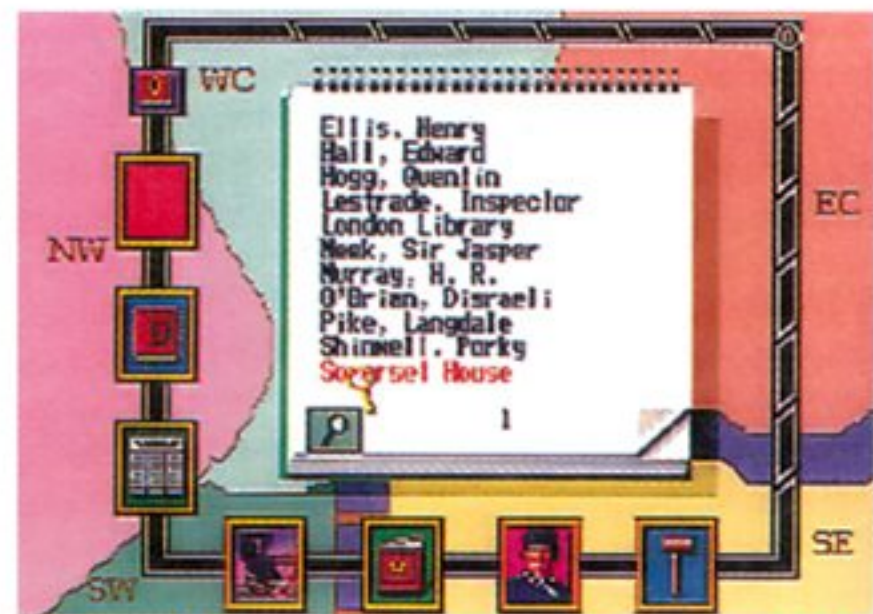 WC
EC
NW
SW
SE
Ellis, Henry
Hall, Edward
Hogg, Quentin
Lestrade, Inspector
London Library
Meek, Sir Jasper
Murray, H. R.
O'Brian, Disraeli
Pike, Langdale
Shinwell, Porky
Somerset House
1